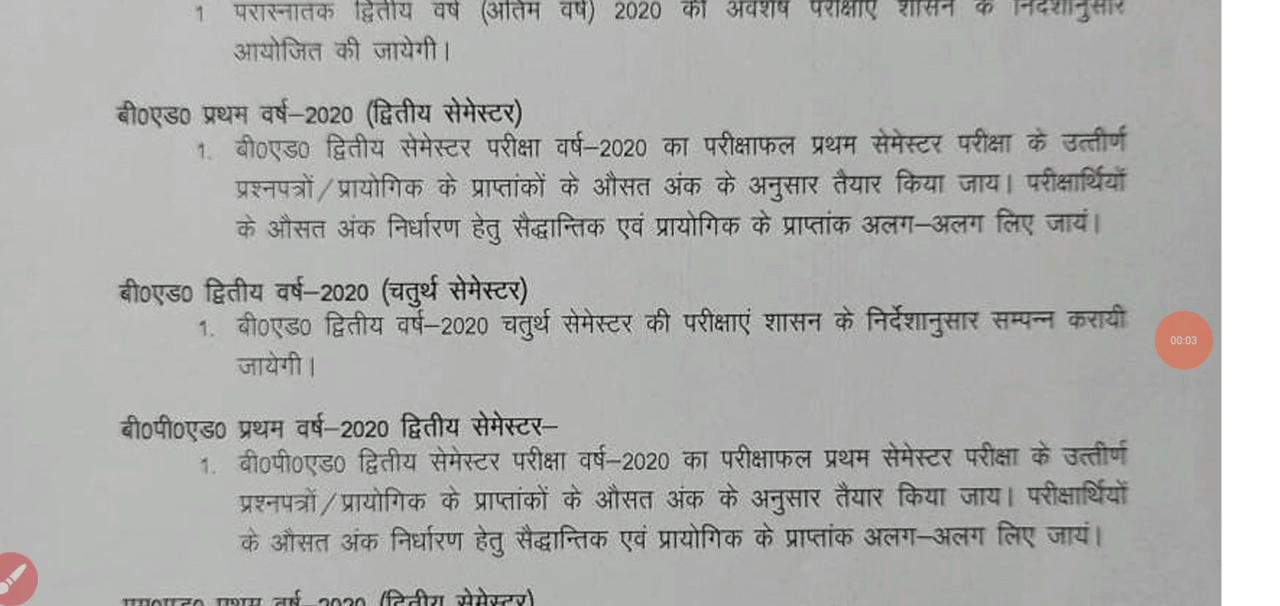 1 परास्नातक द्वितीय वर्ष (अंतिम वर्ष) 2020 की अवशेष परीक्षाएं शासन के निर्देशानुसार
आयोजित की जायेगी।
बी0एड0 प्रथम वर्ष–2020 (द्वितीय सेमेस्टर)
1. बी0एड0 द्वितीय सेमेस्टर परीक्षा वर्ष–2020 का परीक्षाफल प्रथम सेमेस्टर परीक्षा के उत्तीर्ण
प्रश्नपत्रों/प्रायोगिक के प्राप्तांकों के औसत अंक के अनुसार तैयार किया जाय। परीक्षार्थियों
के औसत अंक निर्धारण हेतु सैद्धान्तिक एवं प्रायोगिक के प्राप्तांक अलग–अलग लिए जायं।
बी0एड0 द्वितीय वर्ष–2020 (चतुर्थ सेमेस्टर)
1. बी0एड0 द्वितीय वर्ष–2020 चतुर्थ सेमेस्टर की परीक्षाएं शासन के निर्देशानुसार सम्पन्न करायी
जायेगी।
00:03
बी0पी0एड0 प्रथम वर्ष–2020 द्वितीय सेमेस्टर–
1. बी0पी0एड0 द्वितीय सेमेस्टर परीक्षा वर्ष–2020 का परीक्षाफल प्रथम सेमेस्टर परीक्षा के उत्तीर्ण
प्रश्नपत्रों/प्रायोगिक के प्राप्तांकों के औसत अंक के अनुसार तैयार किया जाय। परीक्षार्थियों
के औसत अंक निर्धारण हेतु सैद्धान्तिक एवं प्रायोगिक के प्राप्तांक अलग–अलग लिए जायं।
प्रथम वर्ष–2020 (द्वितीय सेमेस्टर)